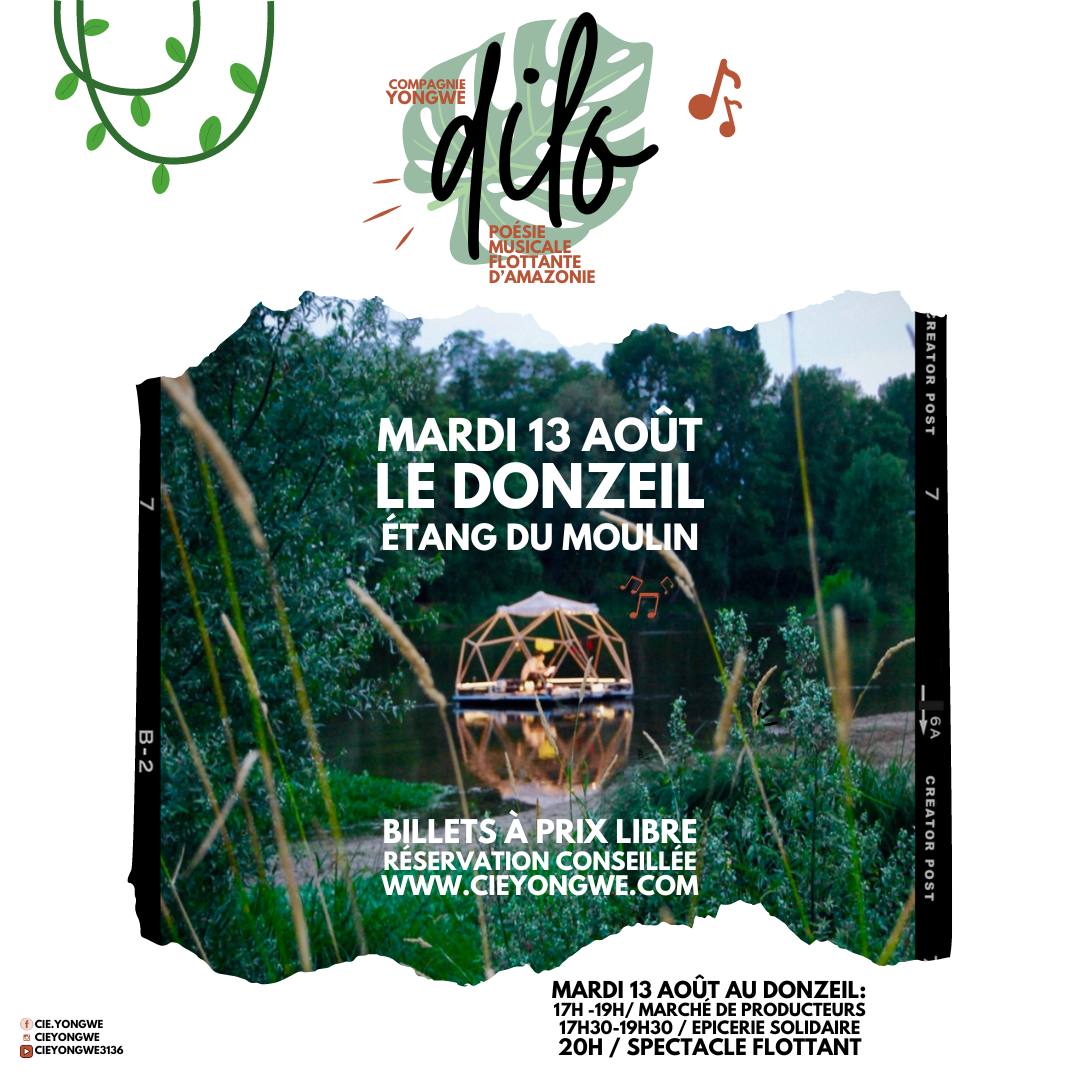 COMPAGNIE
YONGWE
dilo
POÉSIE
MUSICALE
FLOTTANTE
D'AMAZONIE
CREATOR POST
7
7
MARDI 13 AOÛT
LE DONZEIL
ÉTANG DU MOULIN
B-2
6A
CREATOR POST
BILLETS À PRIX LIBRE
RÉSERVATION CONSEILLÉE
WWW.CIEYONGWE.COM
MARDI 13 AOÛT AU DONZEIL:
17H -19H/ MARCHÉ DE PRODUCTEURS
17H30-19H30 / EPICERIE SOLIDAIRE
20H / SPECTACLE FLOTTANT
CIE.YONGWE
CIEYONGWE
CIEYONGWE3136